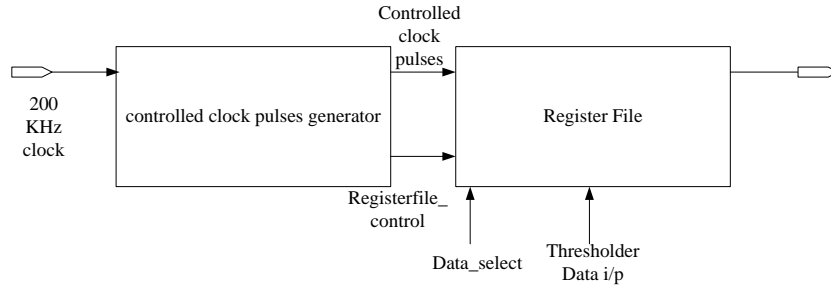 Controlled
clock
pulses
200
KHz
clock
controlled clock pulses generator
Register File
Registerfile_
control
Data_select
Thresholder
Data i/p